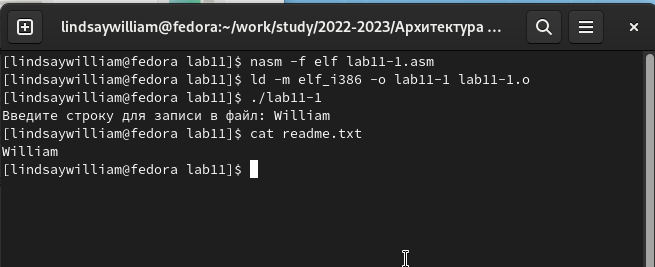 lindsaywilliam@fedora:~/work/study/2022-2023/Архитектура ...
[lindsaywilliam@fedora lab11]$ nasm -f elf lab11-1.asm
[lindsaywilliam@fedora lab11]$ ld -m elf_i386 -o lab11-1 lab11-1.o
[lindsaywilliam@fedora lab11]$ ./lab11-1
Введите строку для записи в файл: William
[lindsaywilliam@fedora lab11]$ cat readme.txt
William
[lindsaywilliam@fedora lab11]$